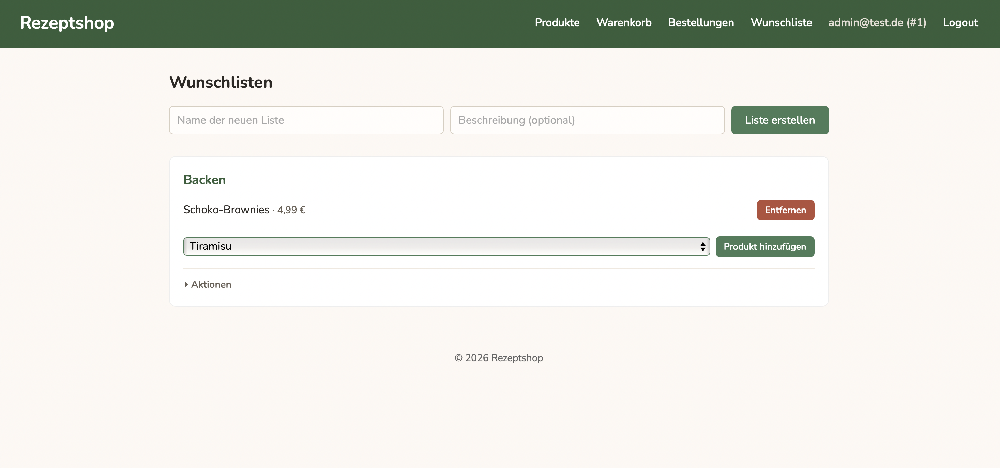 Rezeptshop Produkte Warenkorb Bestellungen Wunschliste admin@test.de (#1) Logout
Wunschlisten
Name der neuen Liste Beschreibung (optional) Liste erstellen
Backen
Schoko-Brownies · 4,99 € Entfernen
Tiramisu Produkt hinzufügen
Aktionen
© 2026 Rezeptshop